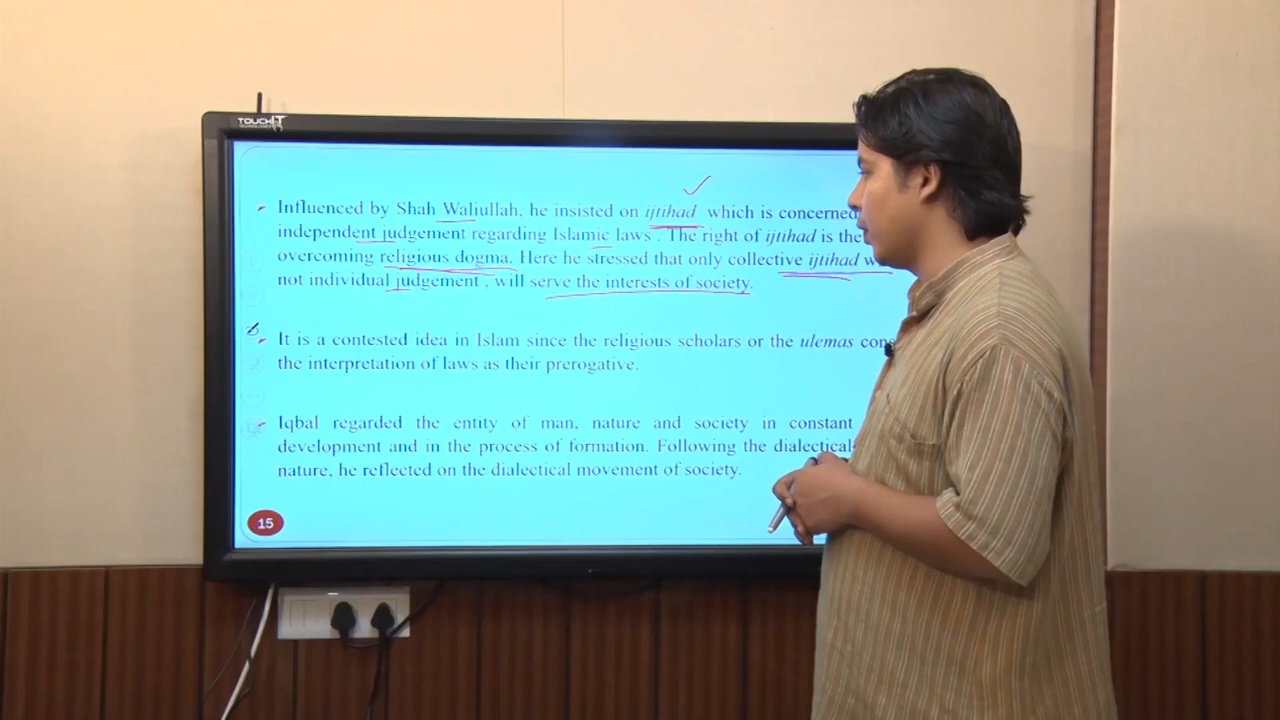 TOUCHIT
Influenced by Shah Waliullah, he insisted on ijtihad which is concerned
independent judgement regarding Islamic laws . The right of ijtihad is the
overcoming religious dogma. Here he stressed that only collective ijtihad
not individual judgement , will serve the interests of society.
It is a contested idea in Islam since the religious scholars or the ulemas
the interpretation of laws as their prerogative.
Iqbal regarded the entity of man, nature and society in constant
development and in the process of formation. Following the dialectical
nature, he reflected on the dialectical movement of society.
15